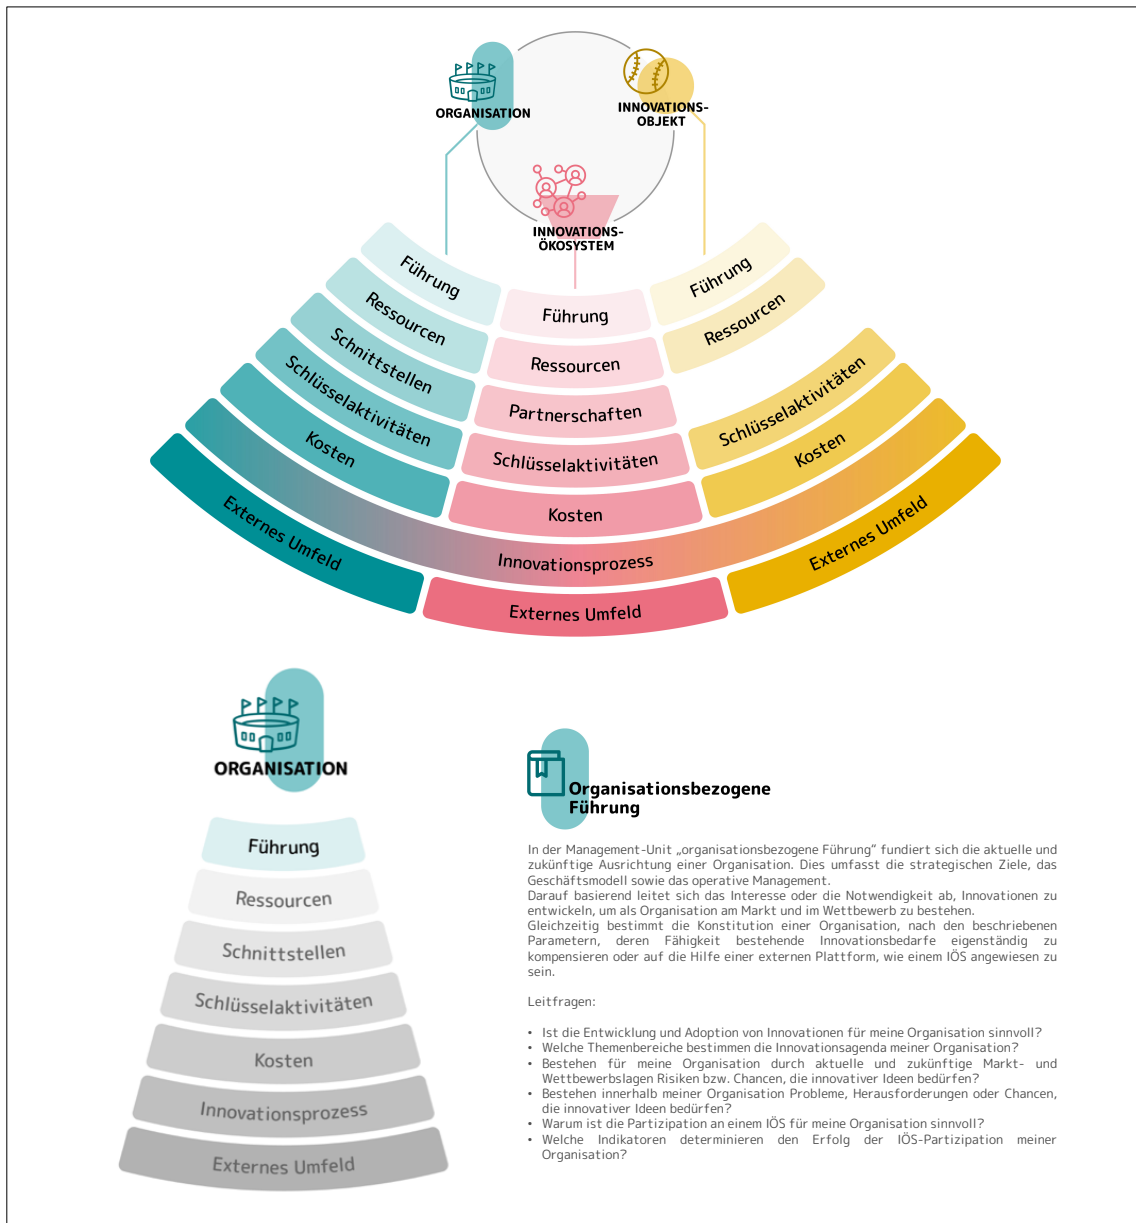 ORGANISATION
INNOVATIONS-
OBJEKT
INNOVATIONS-
ÖKOSYSTEM
Führung
Ressourcen
Schnittstellen
Schlüsselaktivitäten
Kosten
Externes Umfeld
Führung
Ressourcen
Partnerschaften
Schlüsselaktivitäten
Kosten
Innovationsprozess
Externes Umfeld
Führung
Ressourcen
Schlüsselaktivitäten
Kosten
Externes Umfeld
ORGANISATION
Führung
Ressourcen
Schnittstellen
Schlüsselaktivitäten
Kosten
Innovationsprozess
Externes Umfeld
Organisationsbezogene
Führung
In der Management-Unit „organisationsbezogene Führung“ fundiert sich die aktuelle und
zukünftige Ausrichtung einer Organisation. Dies umfasst die strategischen Ziele, das
Geschäftsmodell sowie das operative Management.
Darauf basierend leitet sich das Interesse oder die Notwendigkeit ab, Innovationen zu
entwickeln, um als Organisation am Markt und im Wettbewerb zu bestehen.
Gleichzeitig bestimmt die Konstitution einer Organisation, nach den beschriebenen
Parametern, deren Fähigkeit bestehende Innovationsbedarfe eigenständig zu
kompensieren oder auf die Hilfe einer externen Plattform, wie einem IÖS angewiesen zu
sein.
Leitfragen:
• Ist die Entwicklung und Adoption von Innovationen für meine Organisation sinnvoll?
• Welche Themenbereiche bestimmen die Innovationsagenda meiner Organisation?
• Bestehen für meine Organisation durch aktuelle und zukünftige Markt- und
Wettbewerbslagen Risiken bzw. Chancen, die innovativer Ideen bedürfen?
• Bestehen innerhalb meiner Organisation Probleme, Herausforderungen oder Chancen,
die innovativer Ideen bedürfen?
• Warum ist die Partizipation an einem IÖS für meine Organisation sinnvoll?
• Welche Indikatoren determinieren den Erfolg der IÖS-Partizipation meiner
Organisation?